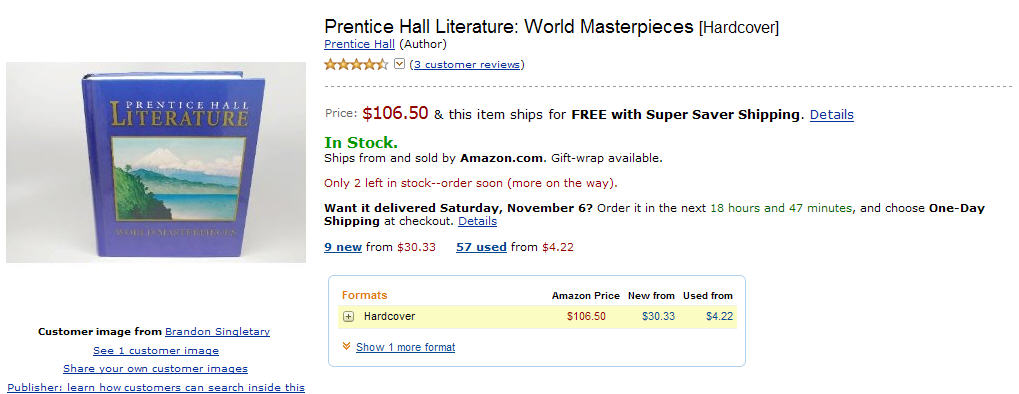 Prentice Hall Literature: World Masterpieces [Hardcover]
Prentice Hall (Author)
(3 customer reviews)
PRENTICE HALL
LITERATURE
WORLD MASTERPIECES
Price: $106.50 & this item ships for FREE with Super Saver Shipping. Details
In Stock.
Ships from and sold by Amazon.com. Gift-wrap available.
Only 2 left in stock--order soon (more on the way).
Want it delivered Saturday, November 6? Order it in the next 18 hours and 47 minutes, and choose One-Day
Shipping at checkout. Details
9 new from $30.33 57 used from $4.22
Formats Amazon Price New from Used from
Hardcover $106.50 $30.33 $4.22
Show 1 more format
Customer image from Brandon Singletary
See 1 customer image
Share your own customer images
Publisher: learn how customers can search inside this